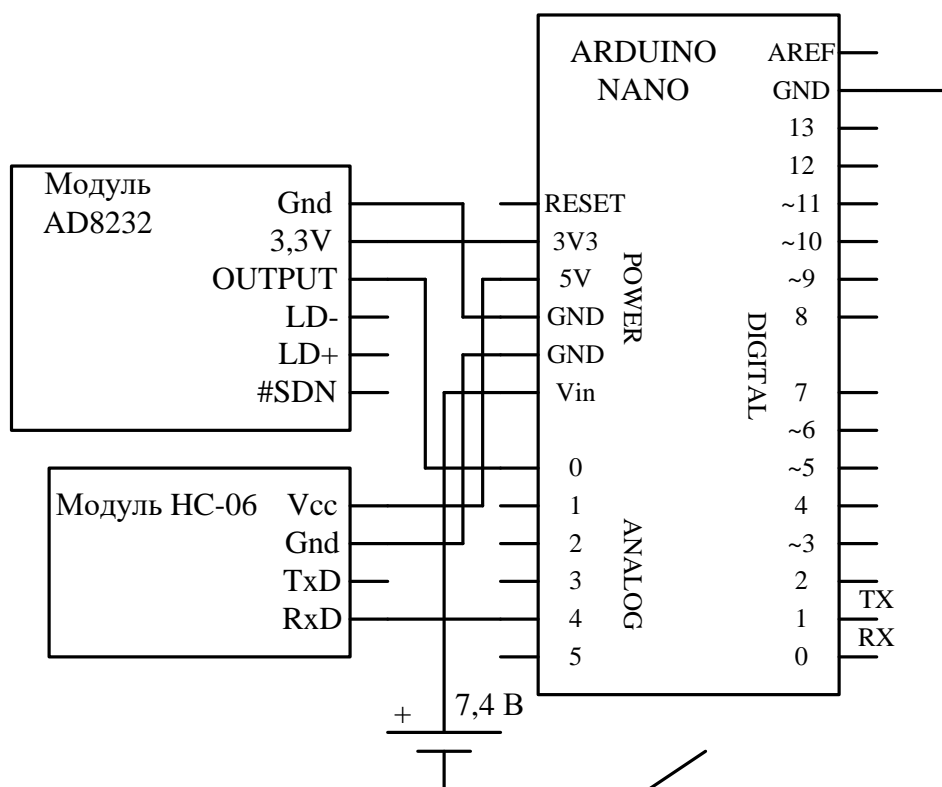 Модуль
AD8232
Gnd
3,3V
OUTPUT
LD-
LD+
#SDN
Модуль HC-06
Vcc
Gnd
TxD
RxD
+
7,4 В
ARDUINO
NANO
RESET
3V3
5V
GND
GND
Vin
POWER
0
1
2
3
4
5
ANALOG
AREF
GND
13
12
~11
~10
~9
8
7
~6
~5
4
~3
2
1
0
DIGITAL
TX
RX